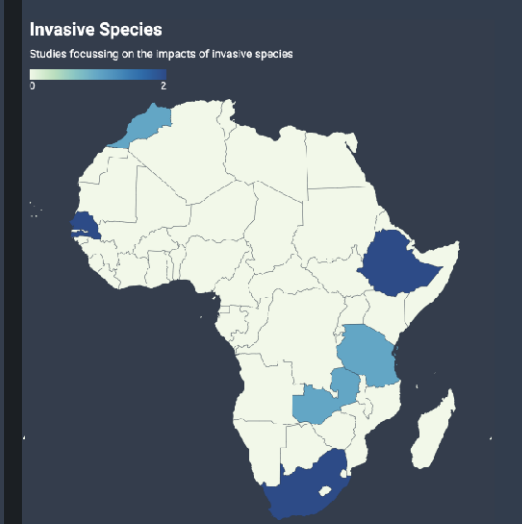 Invasive Species
Studies focussing on the impacts of invasive species
0 2